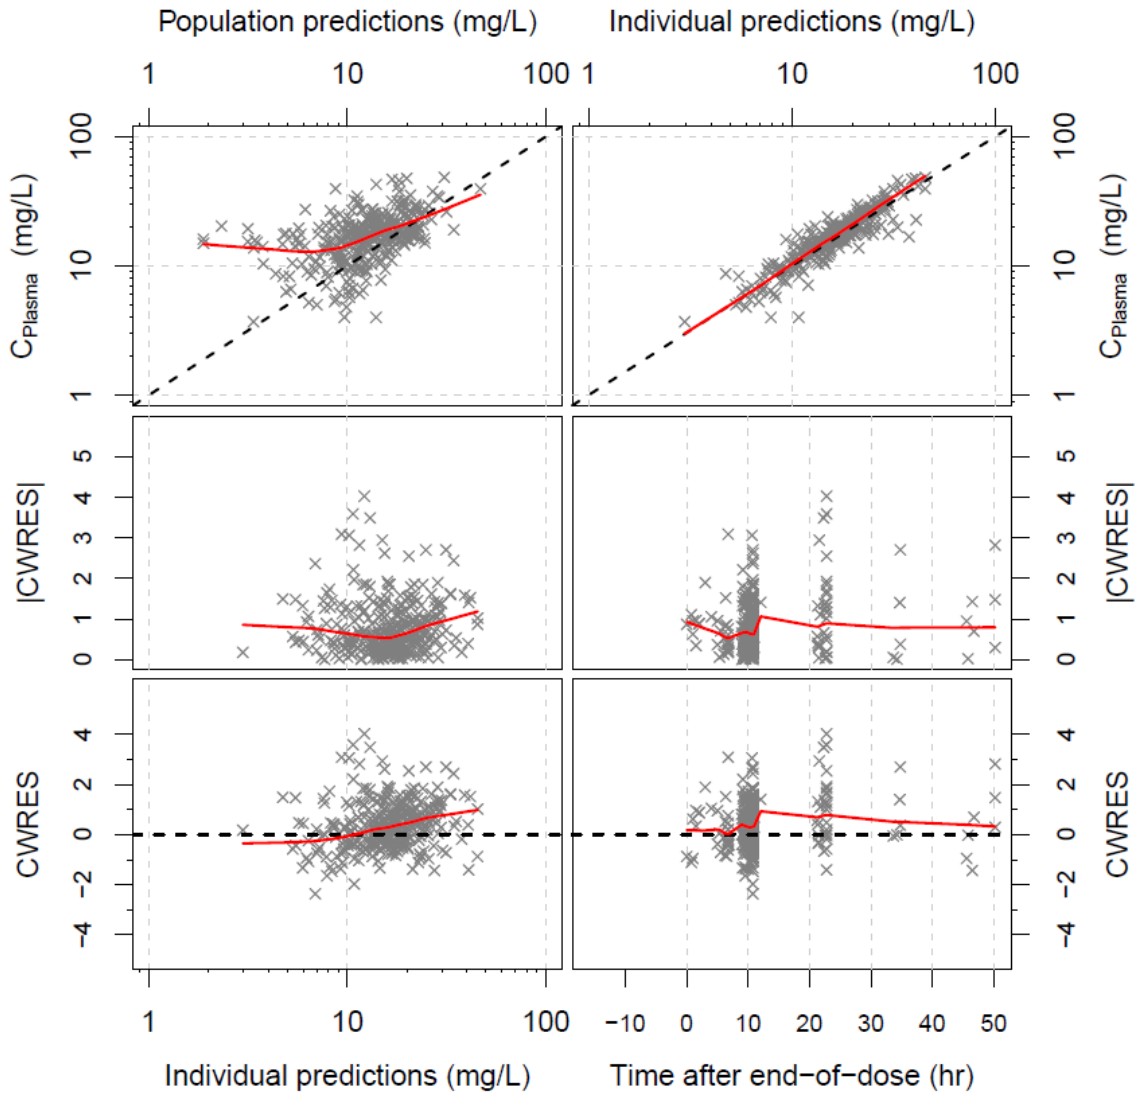 Population predictions (mg/L)
Individual predictions (mg/L)
1 10 100
1 10 100
C Plasma (mg/L)
1 10 100
1 10 100
C Plasma (mg/L)
|CWRES|
0 1 2 3 4 5
0 1 2 3 4 5
|CWRES|
CWRES
−4 −2 0 2 4
−4 −2 0 2 4
CWRES
1 10 100
−10 0 10 20 30 40 50
Individual predictions (mg/L)
Time after end−of−dose (hr)